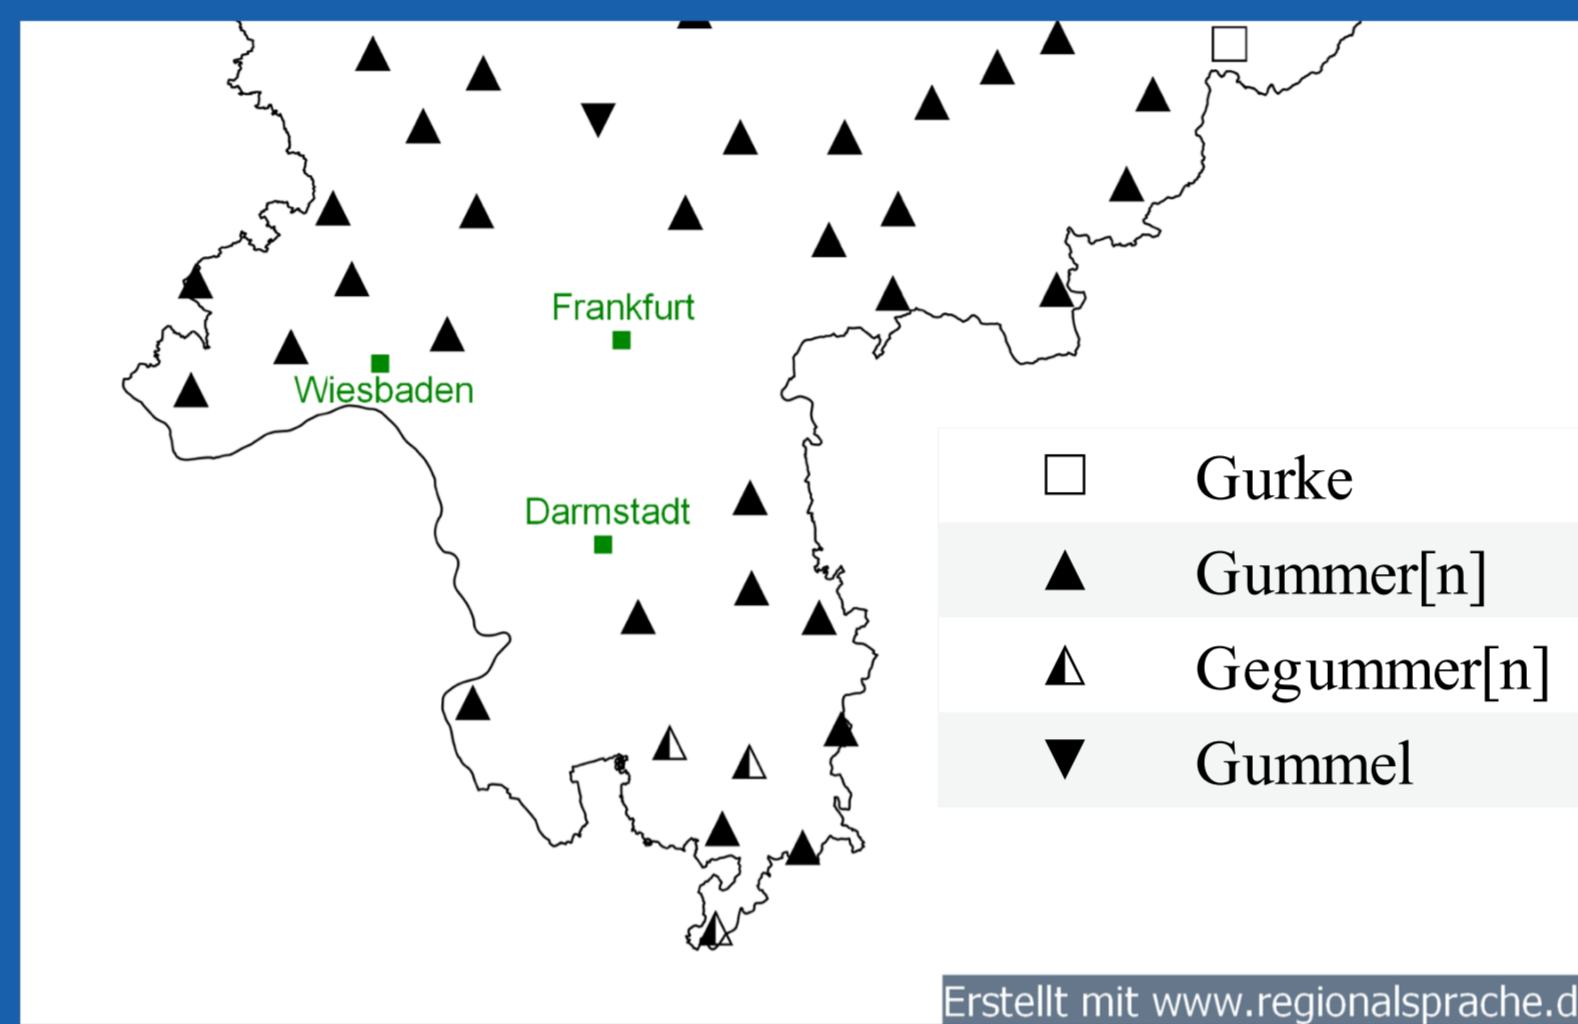 Frankfurt
Wiesbaden
Darmstadt
Gurke
Gummer[n]
Gegummer[n]
Gummel
Erstellt mit www.regionalsprache.d